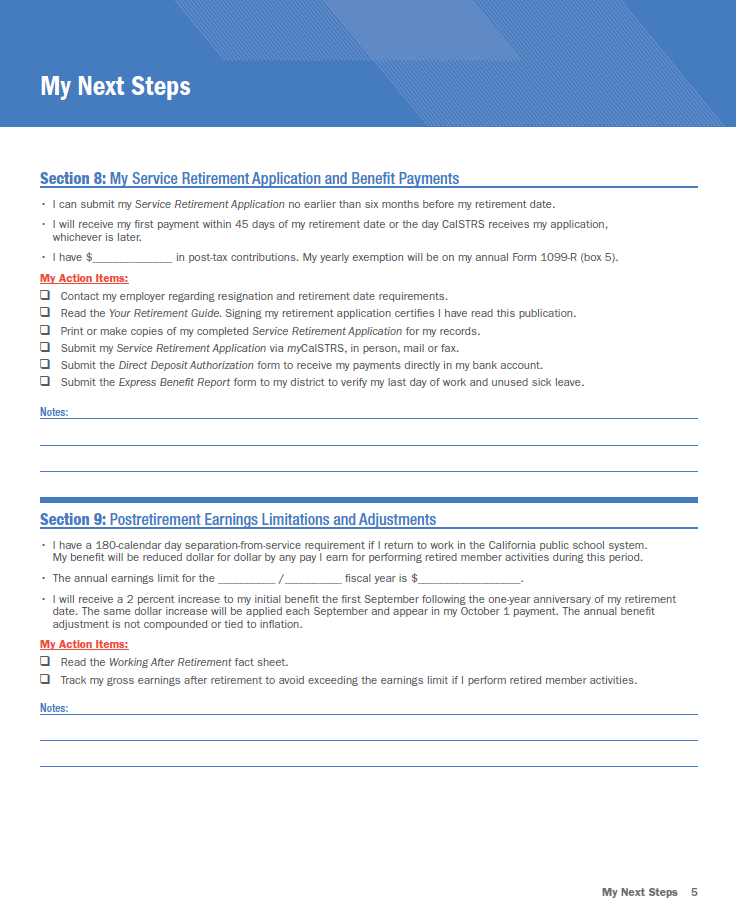 My Next Steps
Section 8: My Service Retirement Application and Benefit Payments
• I can submit my Service Retirement Application no earlier than six months before my retirement date.
• I will receive my first payment within 45 days of my retirement date or the day CalSTRS receives my application,
whichever is later.
• I have $______________ in post-tax contributions. My yearly exemption will be on my annual Form 1099-R (box 5).
My Action Items:
❏ Contact my employer regarding resignation and retirement date requirements.
❏ Read the Your Retirement Guide. Signing my retirement application certifies I have read this publication.
❏ Print or make copies of my completed Service Retirement Application for my records.
❏ Submit my Service Retirement Application via myCalSTRS, in person, mail or fax.
❏ Submit the Direct Deposit Authorization form to receive my payments directly in my bank account.
❏ Submit the Express Benefit Report form to my district to verify my last day of work and unused sick leave.
Notes:
Section 9: Postretirement Earnings Limitations and Adjustments
• I have a 180-calendar day separation-from-service requirement if I return to work in the California public school system.
My benefit will be reduced dollar for dollar by any pay I earn for performing retired member activities during this period.
• The annual earnings limit for the __________ /__________ fiscal year is $__________________.
• I will receive a 2 percent increase to my initial benefit the first September following the one-year anniversary of my retirement
date. The same dollar increase will be applied each September and appear in my October 1 payment. The annual benefit
adjustment is not compounded or tied to inflation.
My Action Items:
❏ Read the Working After Retirement fact sheet.
❏ Track my gross earnings after retirement to avoid exceeding the earnings limit if I perform retired member activities.
Notes:
My Next Steps 5